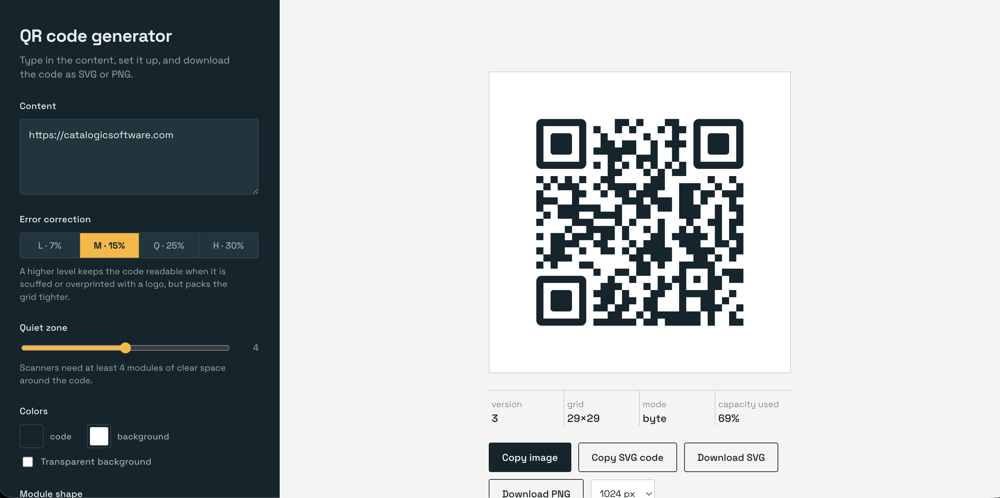 QR code generator
Type in the content, set it up, and download
the code as SVG or PNG.
Content
https://catalogicsoftware.com
Error correction
L · 7%
M · 15%
Q · 25%
H · 30%
A higher level keeps the code readable when it is
scuffed or overprinted with a logo, but packs the
grid tighter.
Quiet zone
4
Scanners need at least 4 modules of clear space
around the code.
Colors
code
background
Transparent background
Module shape
version
3
grid
29×29
mode
byte
capacity used
69%
Copy image
Copy SVG code
Download SVG
Download PNG
1024 px